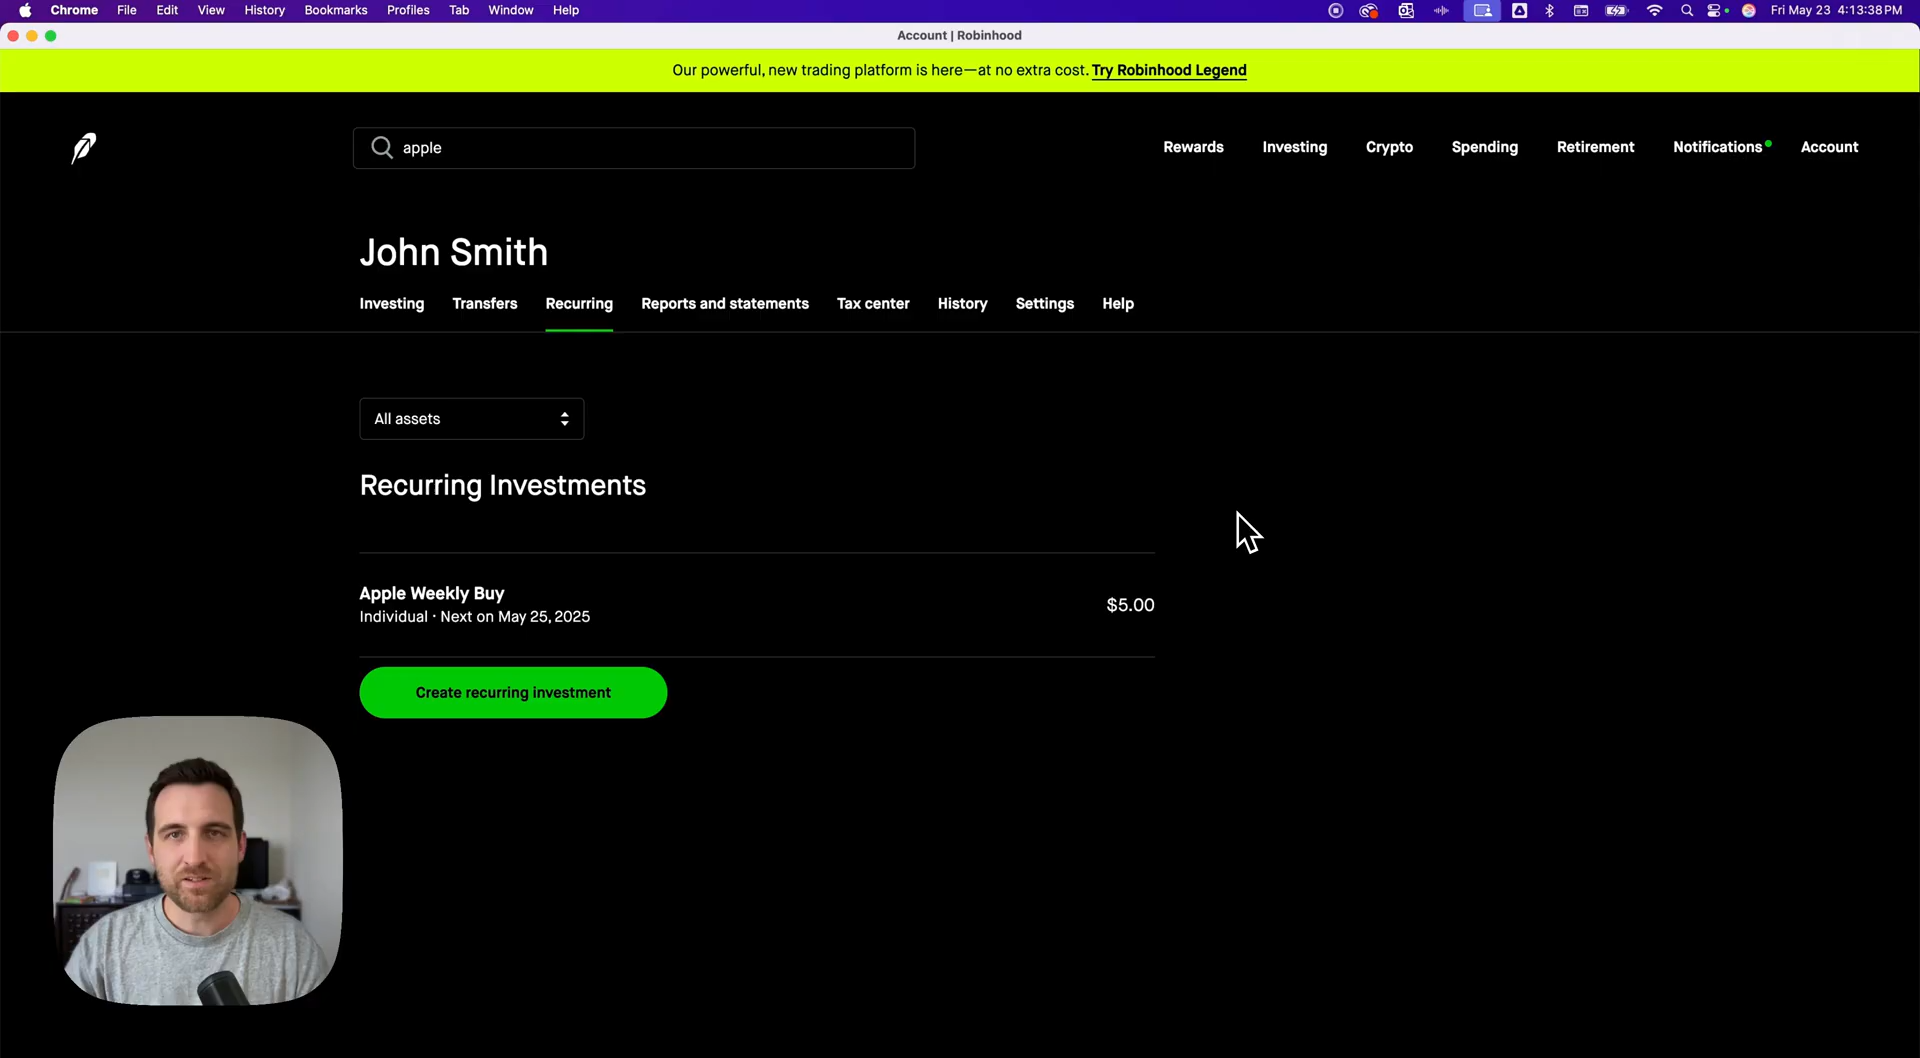 Chrome File Edit View History Bookmarks Profiles Tab Window Help Fri May 23 4:13:38 PM
Account | Robinhood
Our powerful, new trading platform is here—at no extra cost. Try Robinhood Legend
apple
Rewards Investing Crypto Spending Retirement Notifications Account
John Smith
Investing Transfers Recurring Reports and statements Tax center History Settings Help
All assets
Recurring Investments
Apple Weekly Buy
Individual · Next on May 25, 2025
$5.00
Create recurring investment